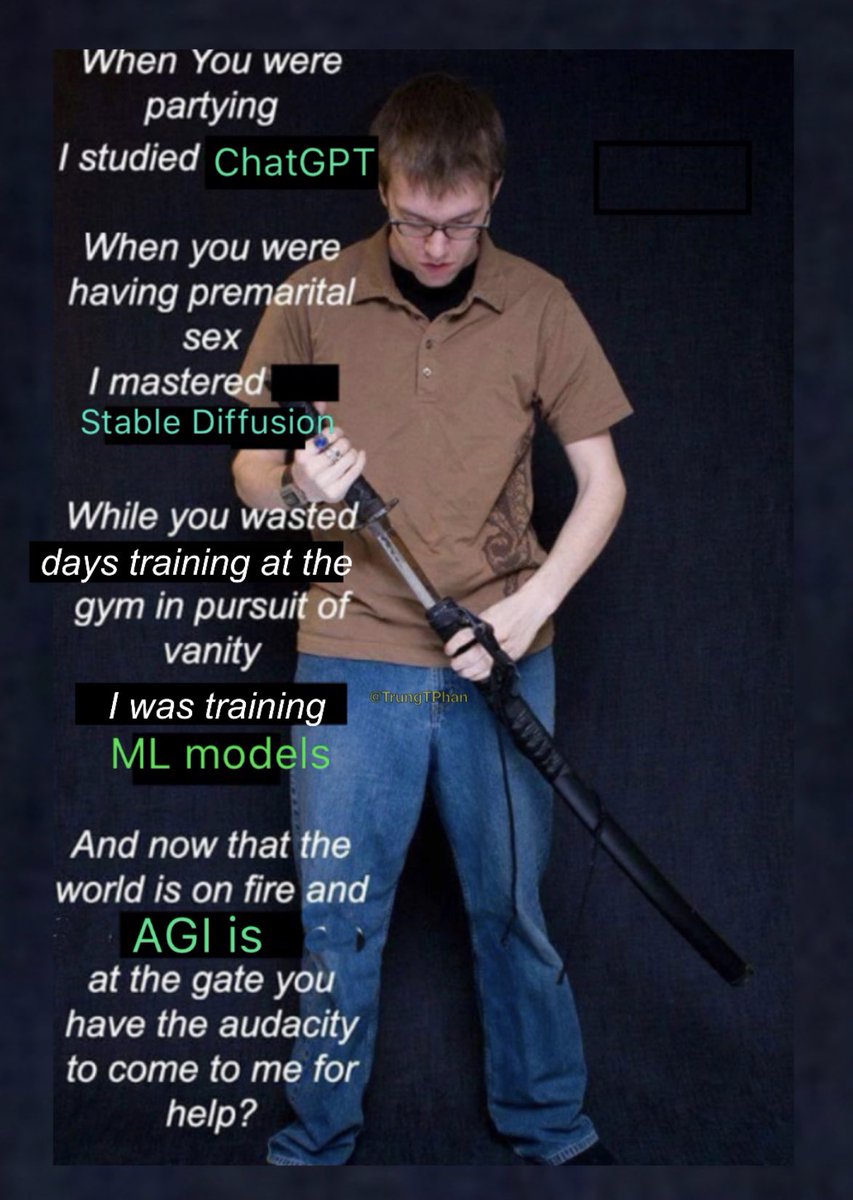 When You were
partying
I studied ChatGPT
When you were
having premarital
sex
I mastered
Stable Diffusion
While you wasted
days training at the
gym in pursuit of
vanity
I was training
@TrungTPhan
ML models
And now that the
world is on fire and
AGI is
at the gate you
have the audacity
to come to me for
help?